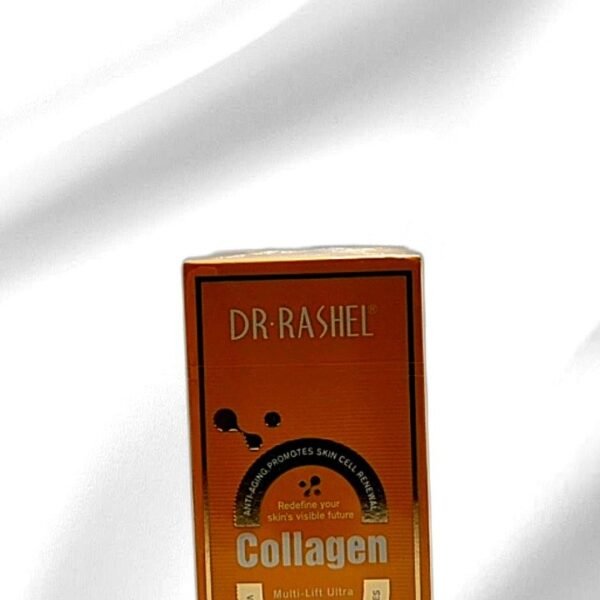 DR·RASHEL®
ANTI-AGING, PROMOTES SKIN CELL RENEWAL
Redefine your
skin's visible future
Collagen
Multi-Lift Ultra